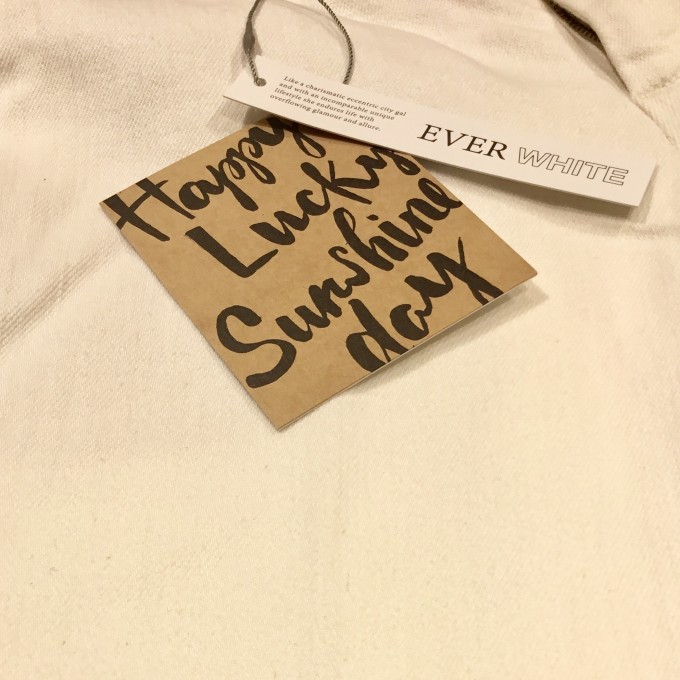 Like a charismatic eccentric city gal
and with an incomparable unique
lifestyle she endores life with
overflowing glamour and allure.
EVER WHITE
Happy
Lucky
Sunshine
day